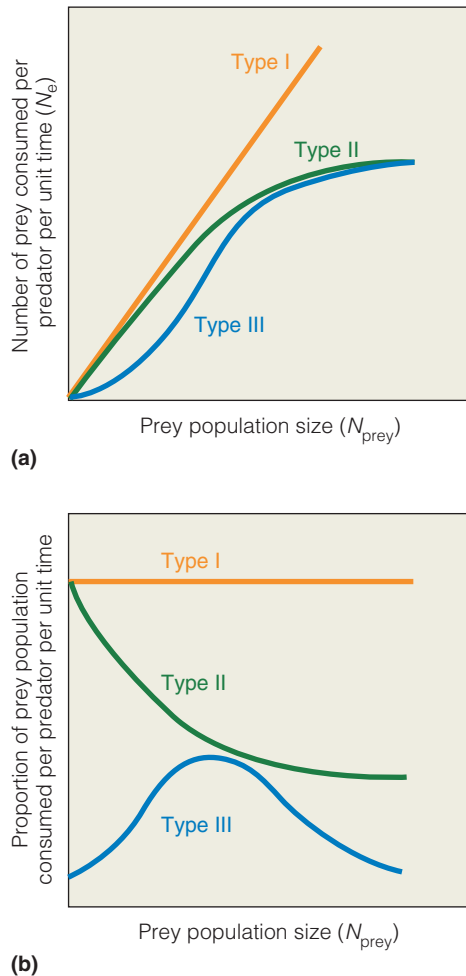 Number of prey consumed per
predator per unit time (Ne)
Type I
Type II
Type III
Prey population size (Nprey)
(a)
Proportion of prey population
consumed per predator per unit time
Type I
Type II
Type III
Prey population size (Nprey)
(b)